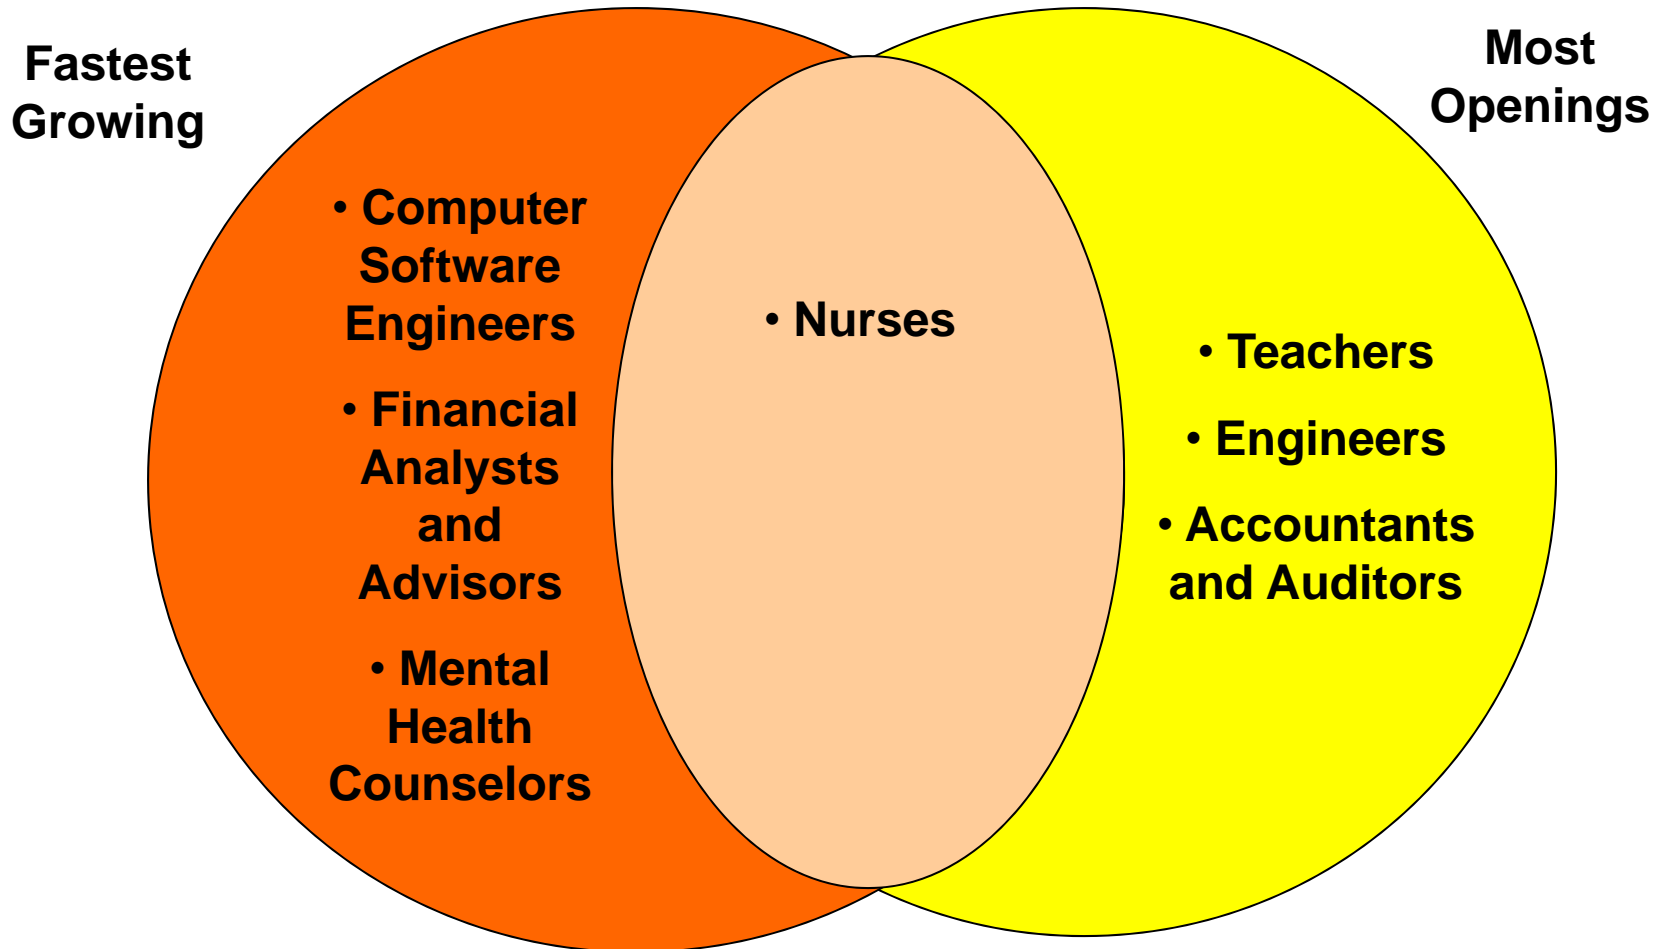 Fastest
Growing
Most
Openings
• Computer
Software
Engineers
• Financial
Analysts
and
Advisors
• Mental
Health
Counselors
• Nurses
• Teachers
• Engineers
• Accountants
and Auditors